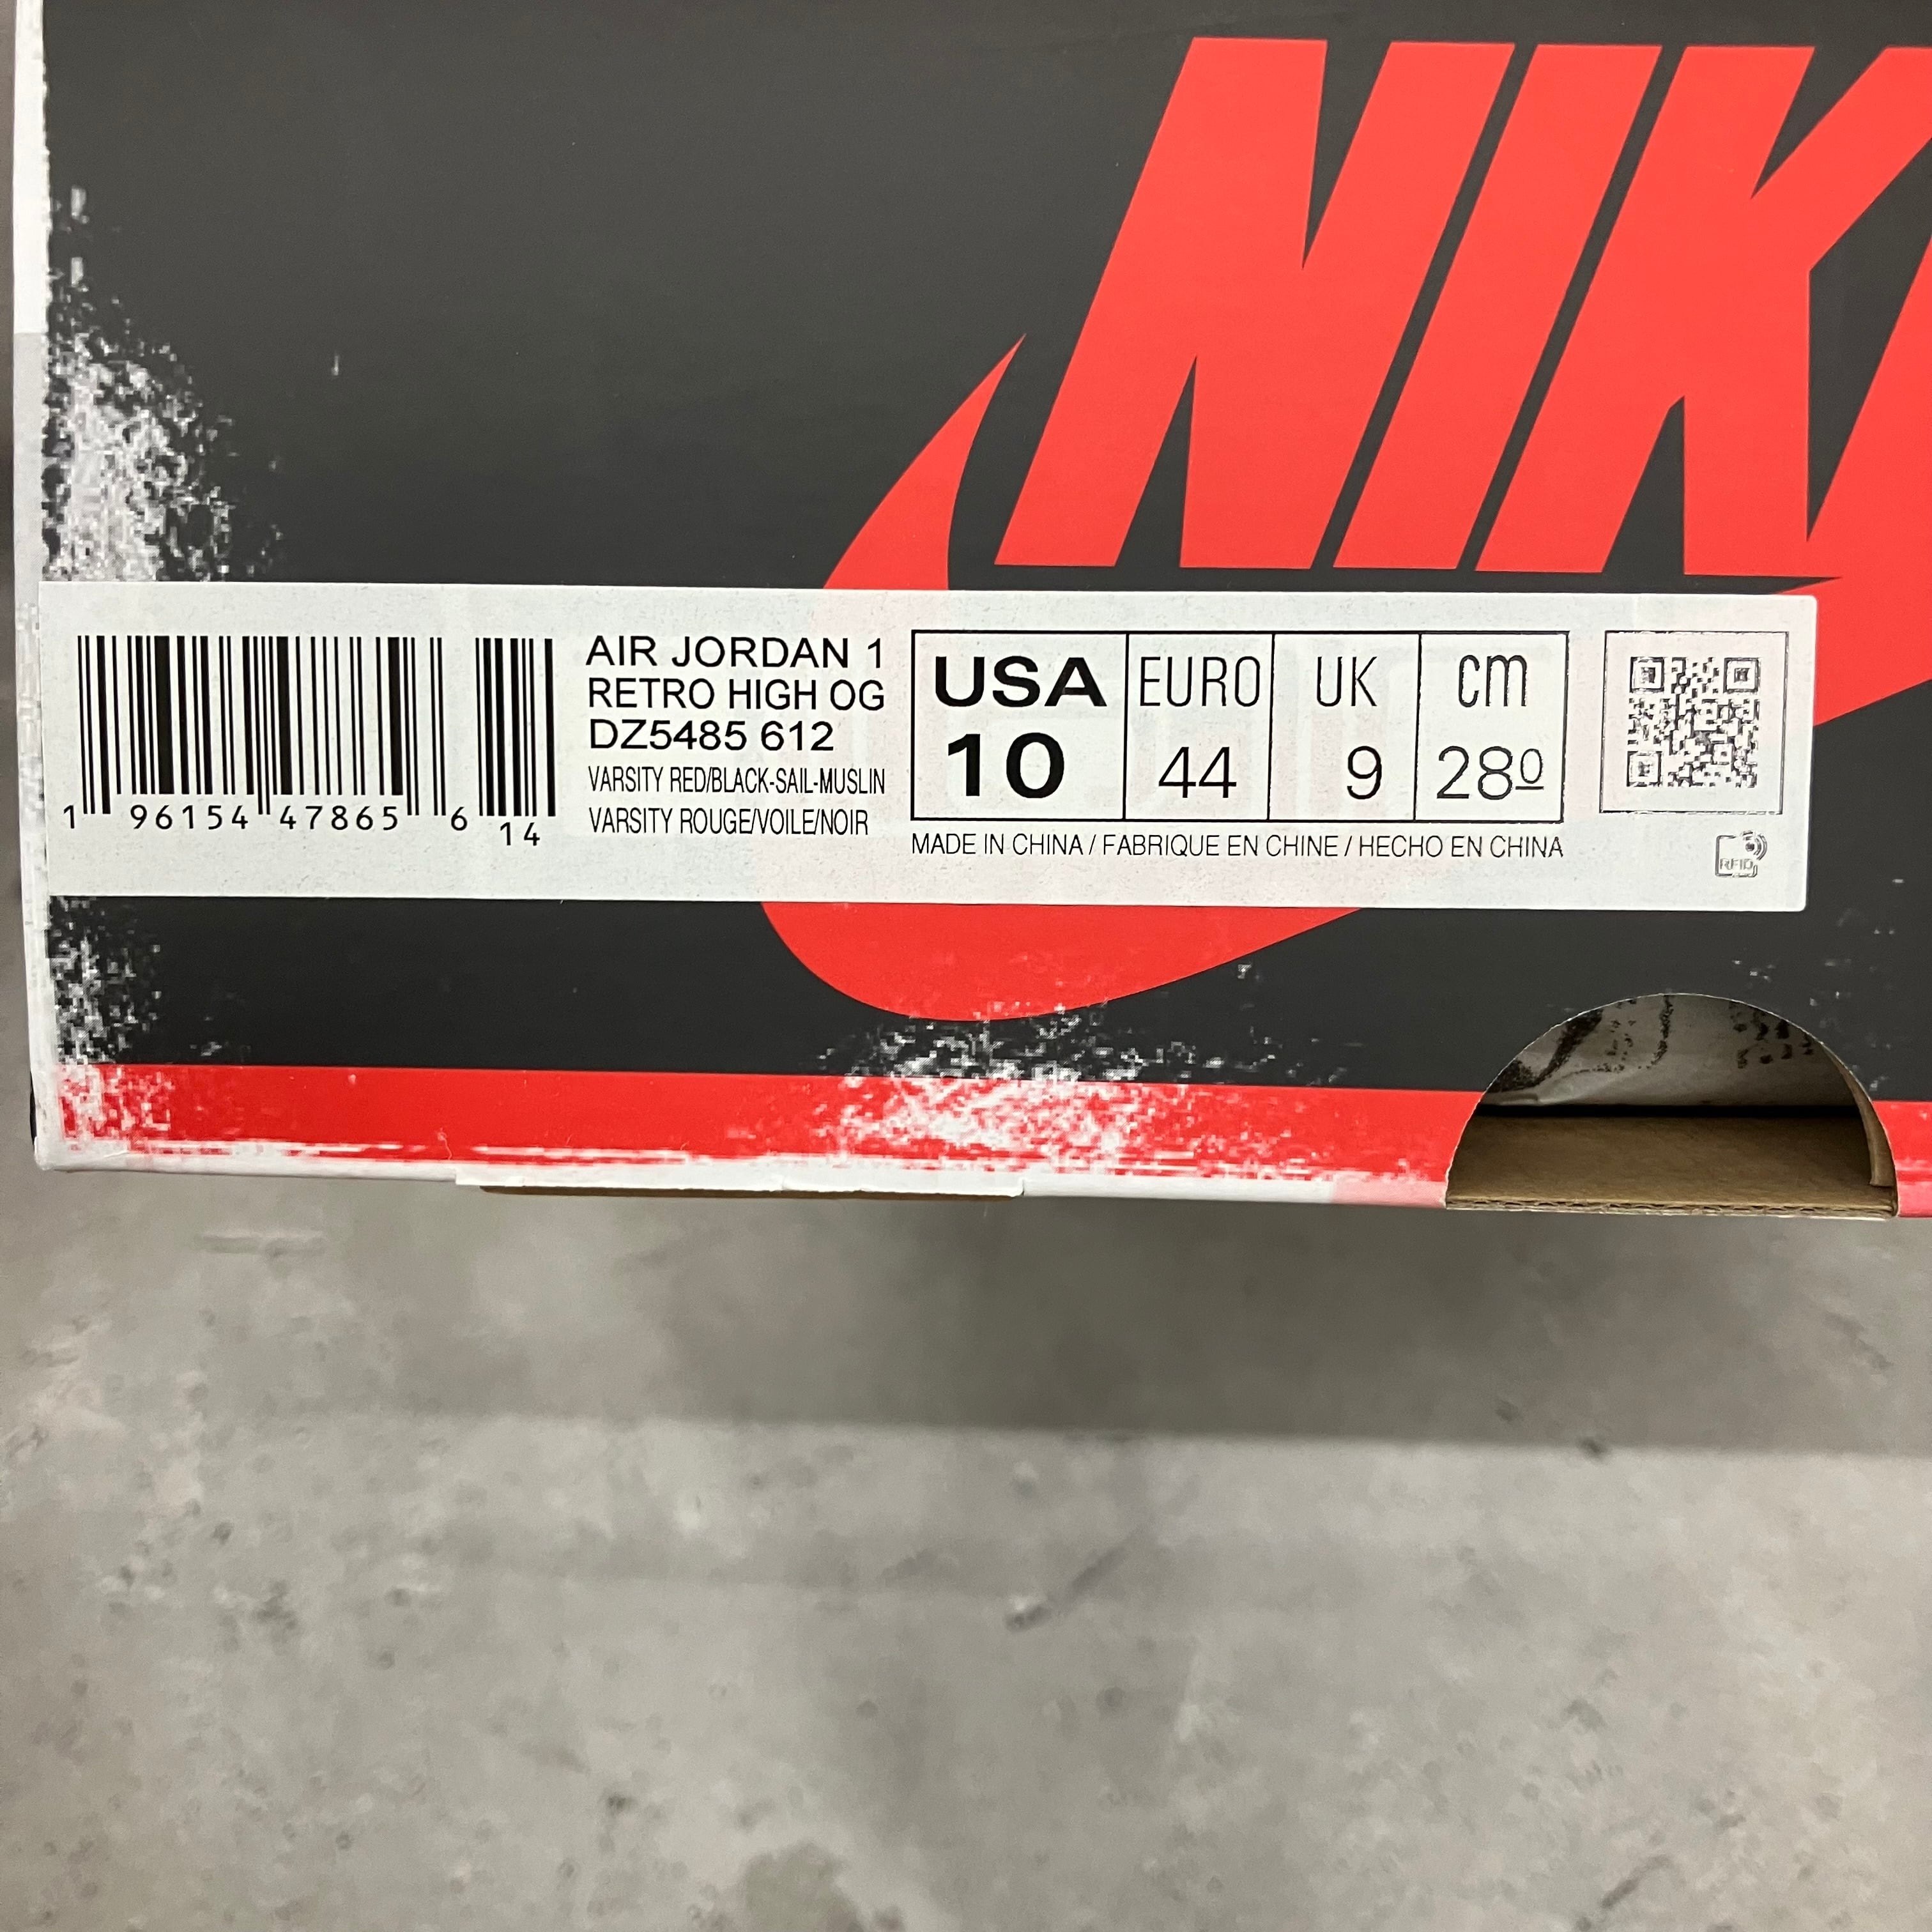 NIK
AIR JORDAN 1
RETRO HIGH OG
DZ5485 612
VARSITY RED/BLACK-SAIL-MUSLIN
VARSITY ROUGE/VOILE/NOIR
1 96154 47865 6 14
USA EURO UK cm
10 44 9 280
MADE IN CHINA / FABRIQUE EN CHINE / HECHO EN CHINA
RFID